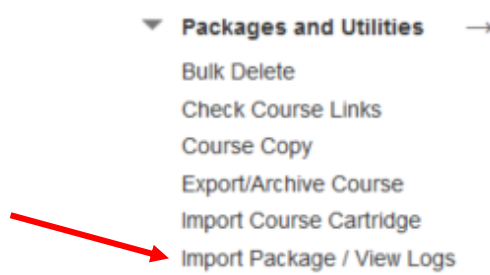 Packages and Utilities
Bulk Delete
Check Course Links
Course Copy
Export/Archive Course
Import Course Cartridge
Import Package / View Logs